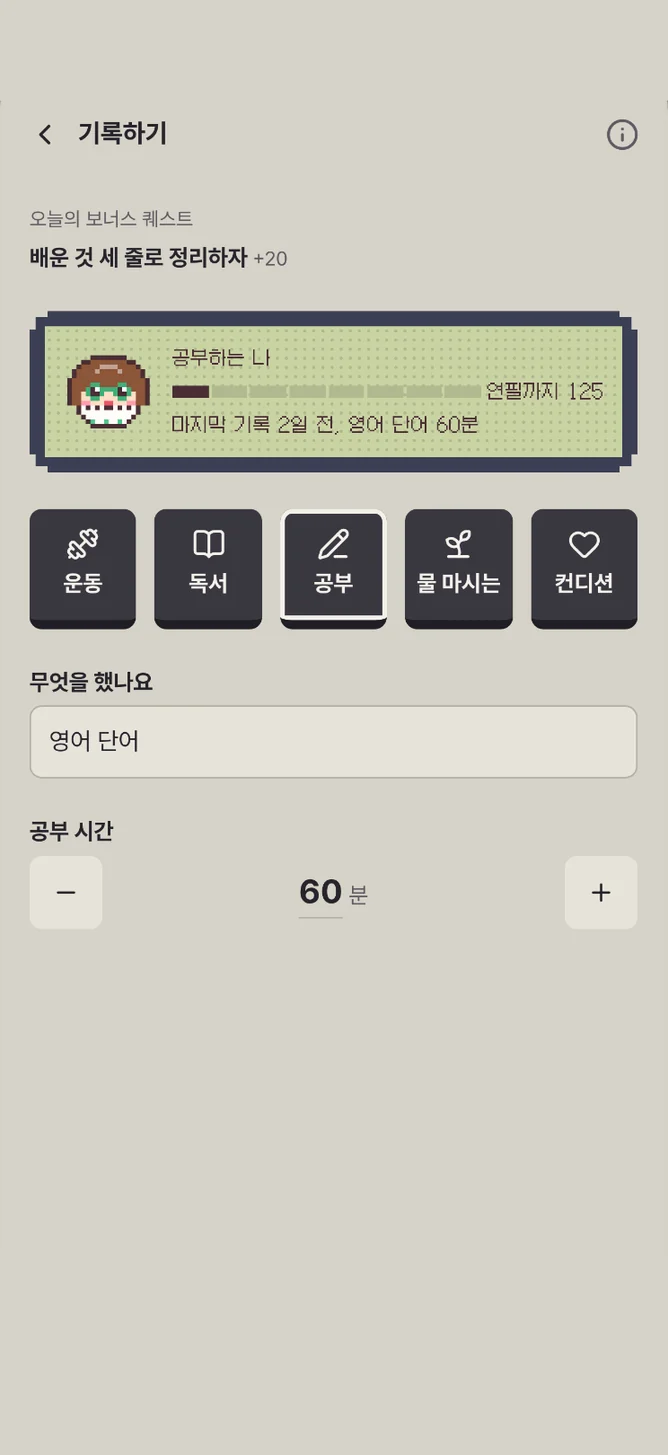 기록하기
오늘의 보너스 퀘스트
배운 것 세 줄로 정리하자 +20
공부하는 나
연필까지 125
마지막 기록 2일 전, 영어 단어 60분
운동 독서 공부 물 마시는 컨디션
무엇을 했나요
영어 단어
공부 시간
− 60 분 +